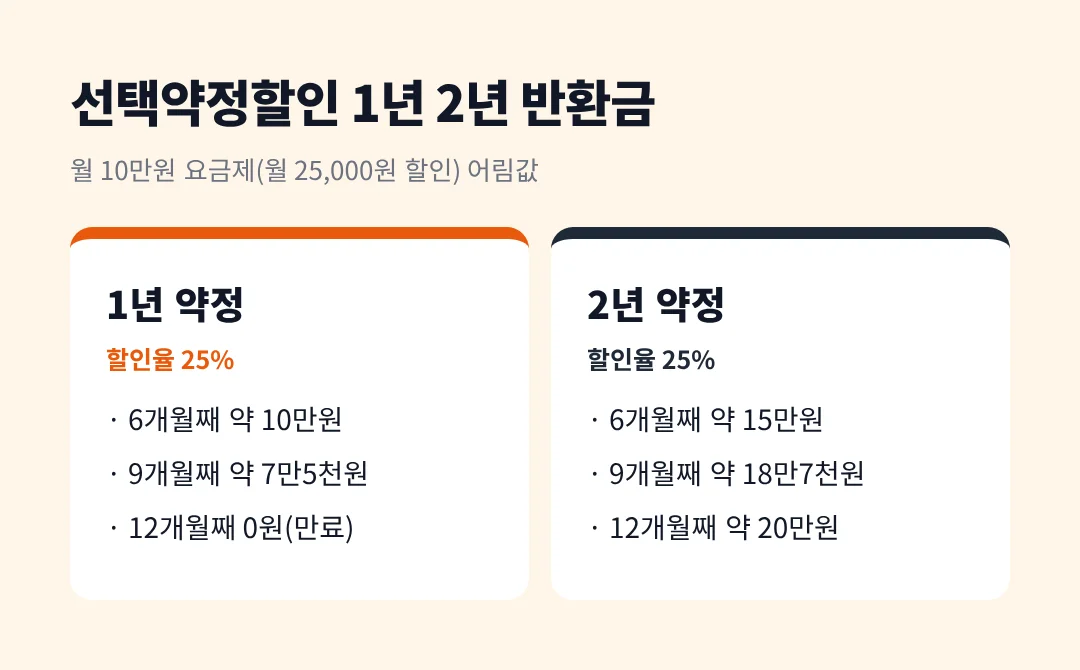 선택약정할인 1년 2년 반환금
월 10만원 요금제(월 25,000원 할인) 어림값
1년 약정
할인율 25%
· 6개월째 약 10만원
· 9개월째 약 7만5천원
· 12개월째 0원(만료)
2년 약정
할인율 25%
· 6개월째 약 15만원
· 9개월째 약 18만7천원
· 12개월째 약 20만원